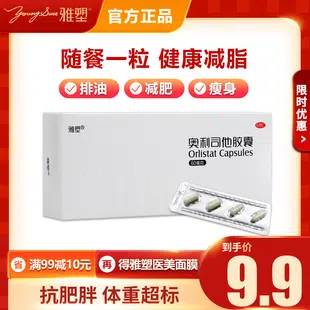 YoungSun 雅塑 官方正品
随餐一粒 健康减脂
排油 减肥 瘦身
限时优惠
雅塑®
OTC
奥利司他胶囊
Orlistat Capsules
省 满99减10元 再 得雅塑医美面膜
抗肥胖 体重超标
9.9